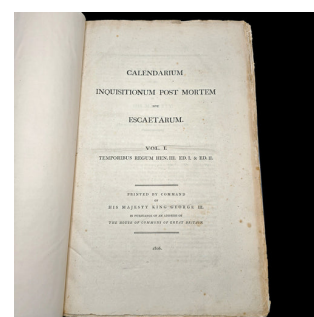 CALENDARIUM
INQUISITIONUM POST MORTEM
SIVE
ESCAETARUM.
VOL. I.
TEMPORIBUS REGUM HEN. III. ED. I. & ED. II.
PRINTED BY COMMAND
OF
HIS MAJESTY KING GEORGE III.
IN PURSUANCE OF AN ADDRESS OF
THE HOUSE OF COMMONS OF GREAT BRITAIN.
1806.